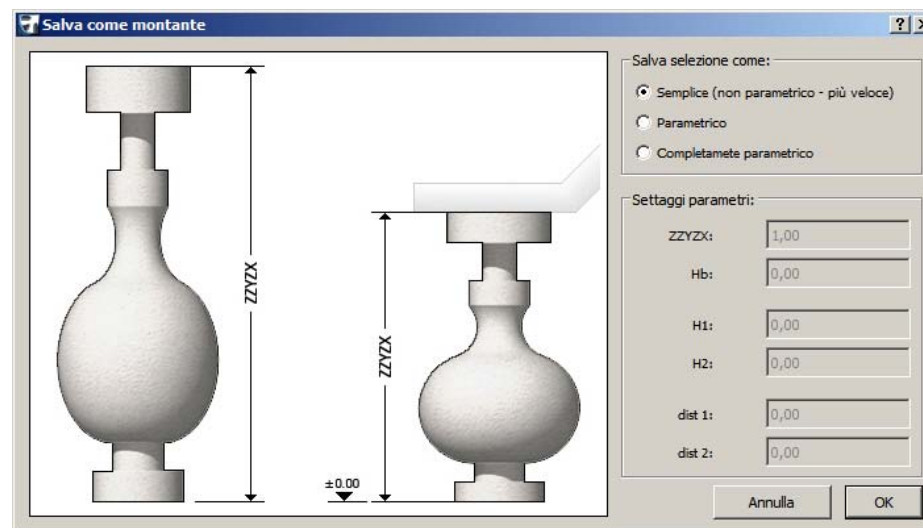 Salva come montante
ZZYZX
ZZYZX
±0.00
Salva selezione come:
Semplice (non parametrico - più veloce)
Parametrico
Completamete parametrico
Settaggi parametri:
ZZYZX: 1,00
Hb: 0,00
H1: 0,00
H2: 0,00
dist 1: 0,00
dist 2: 0,00
Annulla OK